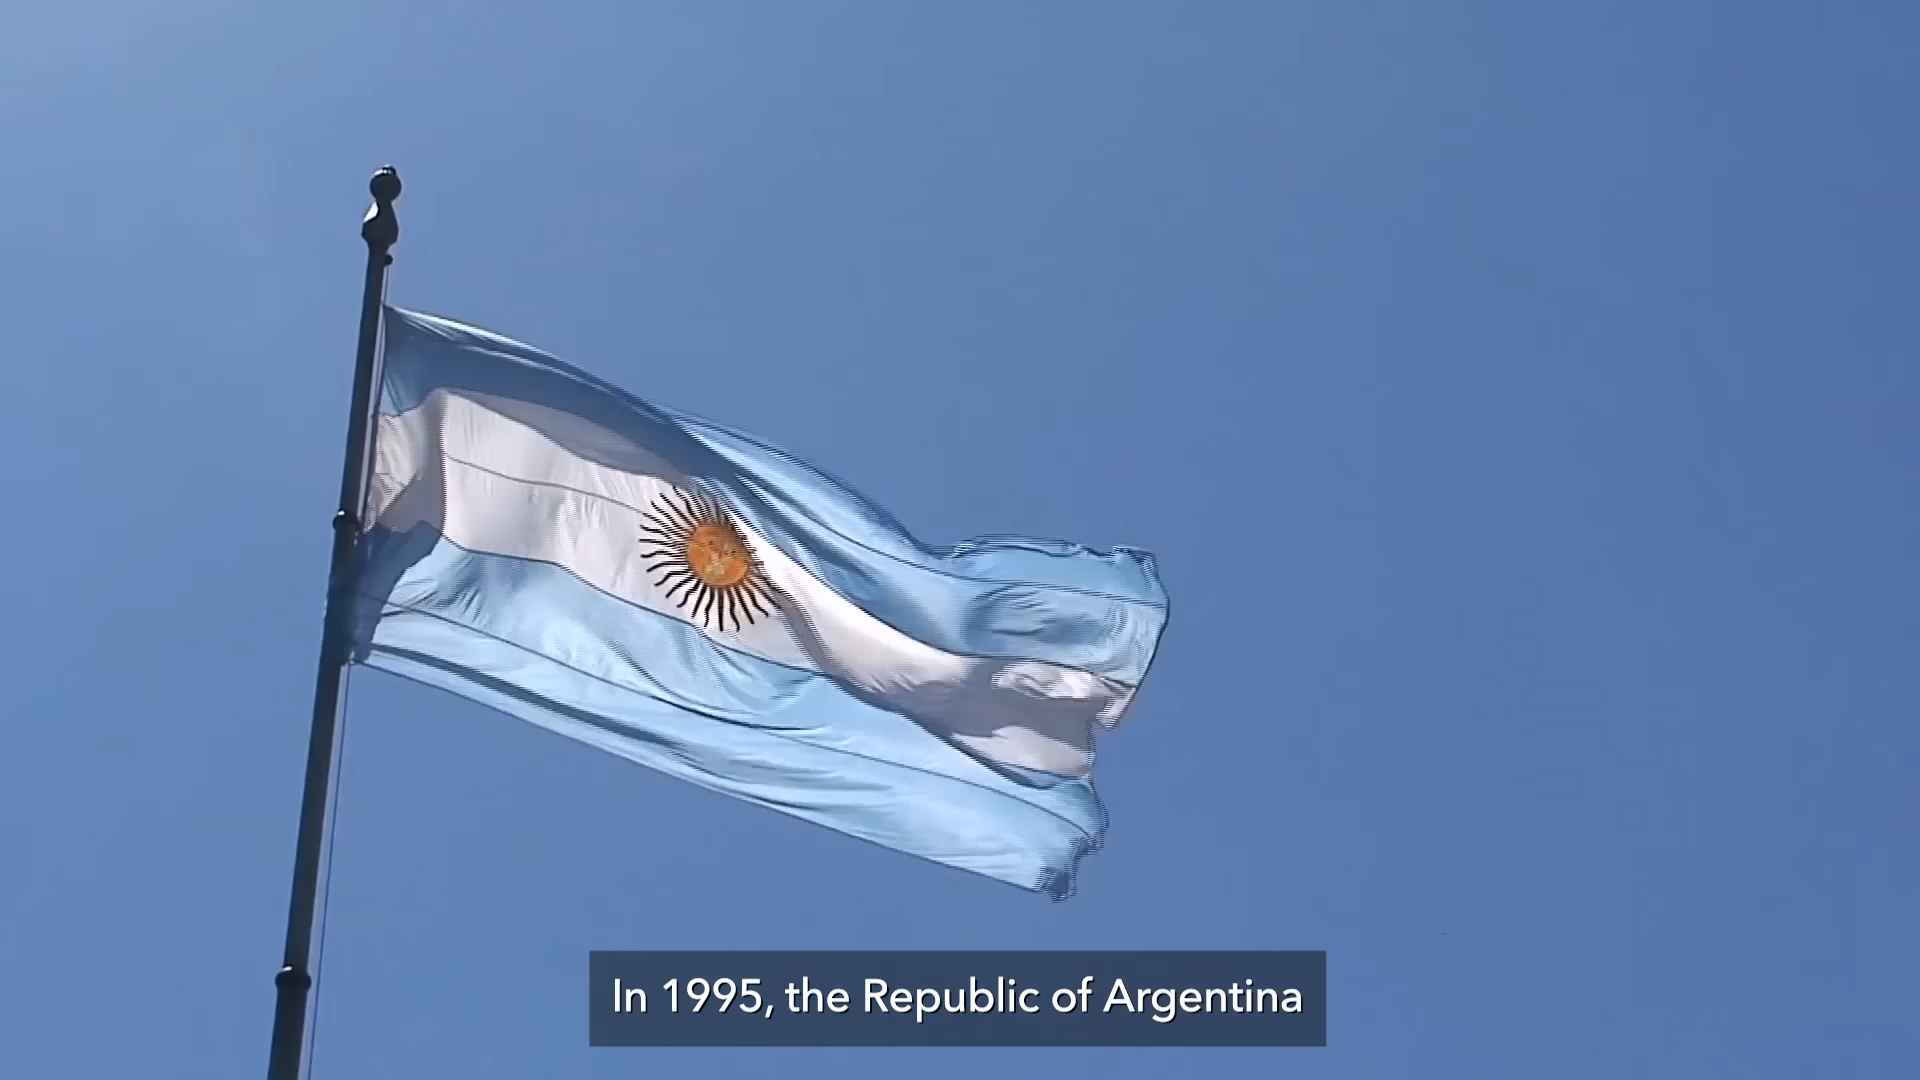 In 1995, the Republic of Argentina